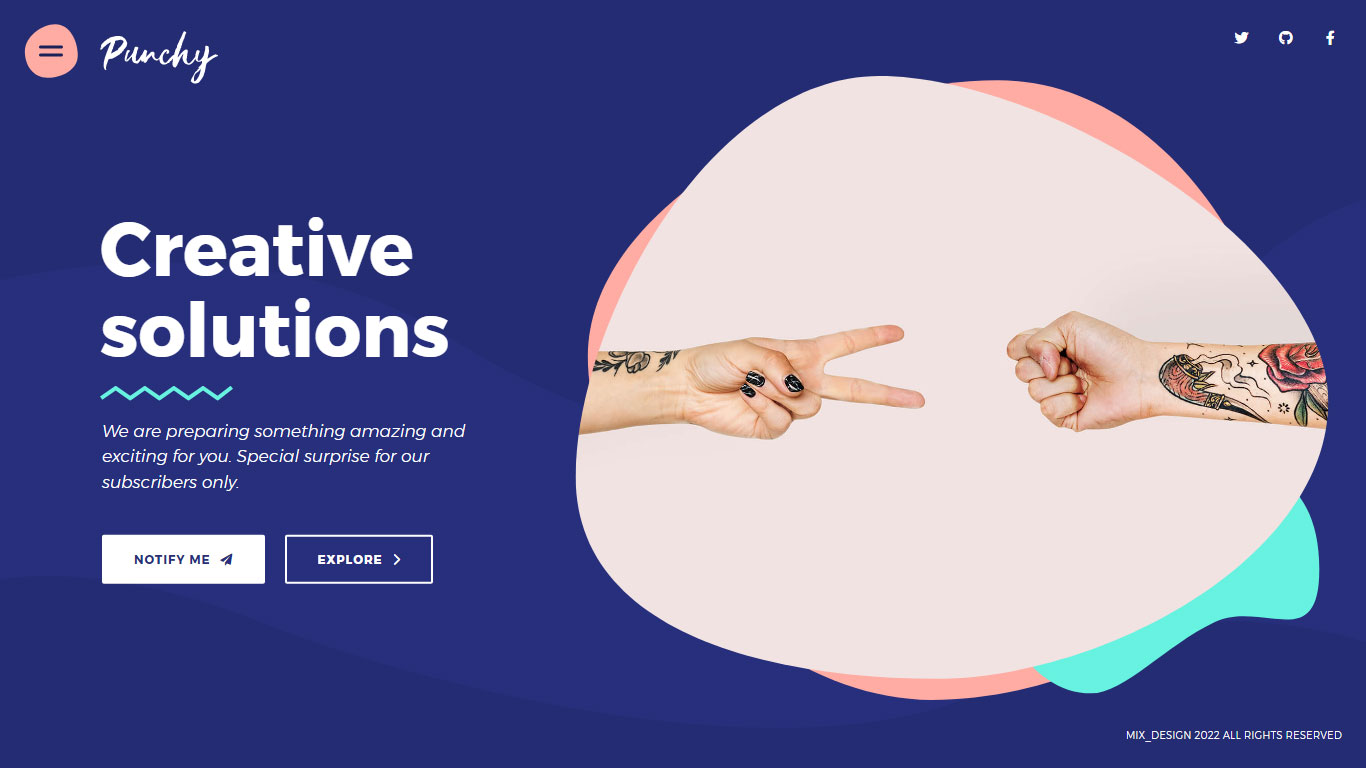 Punchy
Creative
solutions
We are preparing something amazing and
exciting for you. Special surprise for our
subscribers only.
NOTIFY ME
EXPLORE
MIX_DESIGN 2022 ALL RIGHTS RESERVED